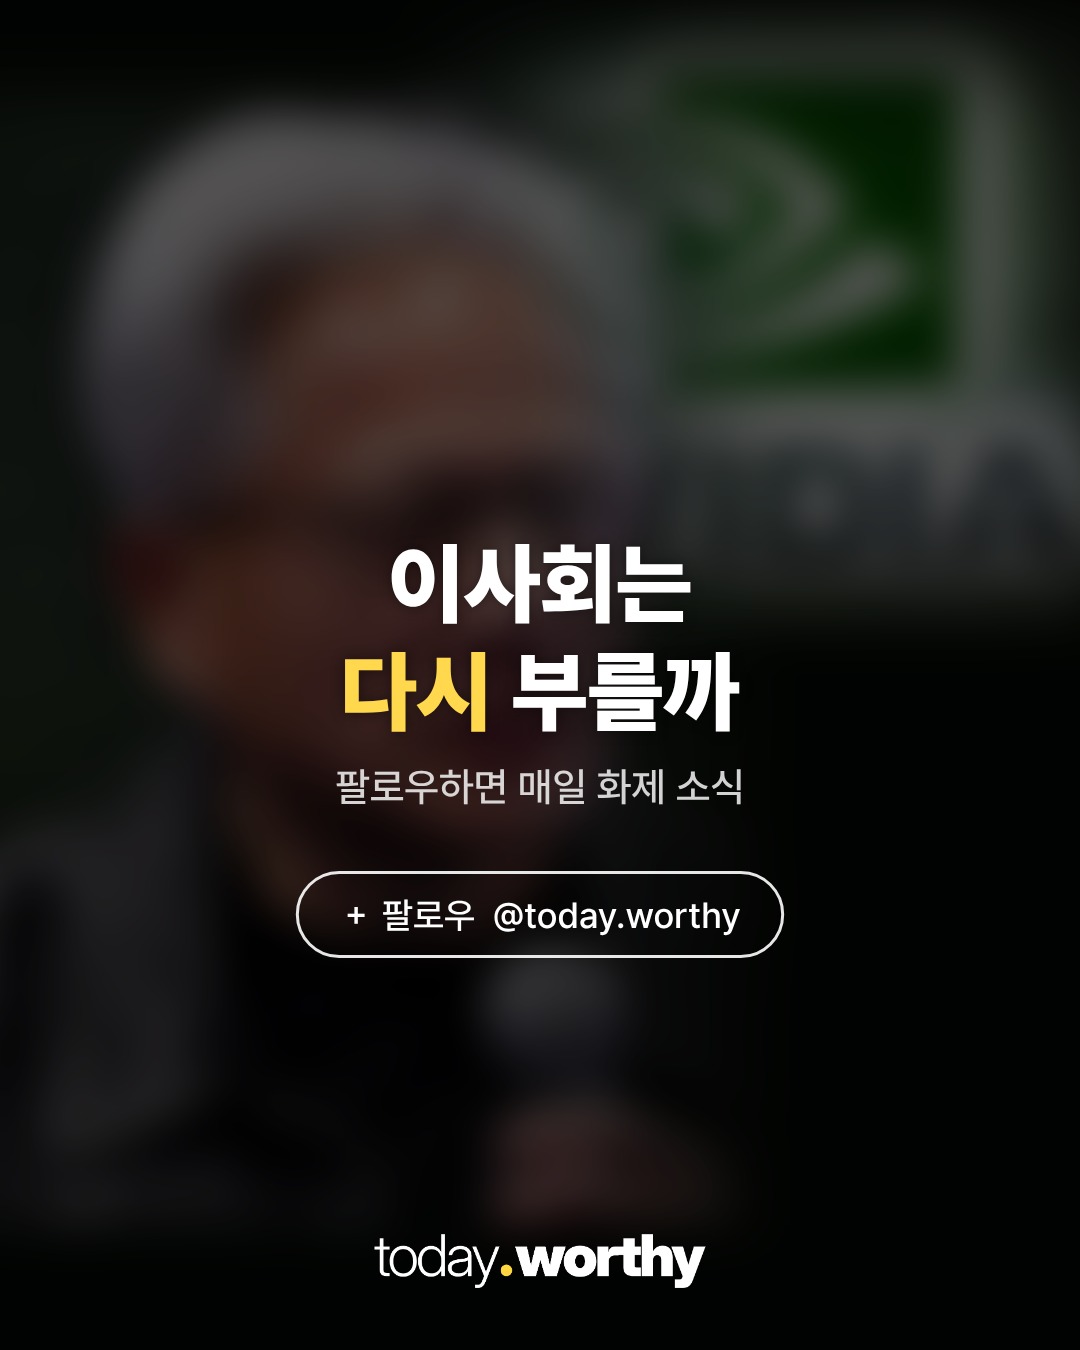 이사회는
다시 부를까
팔로우하면 매일 화제 소식
+ 팔로우 @today.worthy
today.worthy